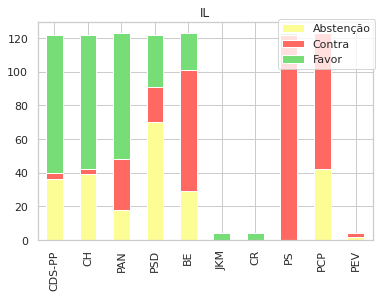 IL
Abstenção
Contra
Favor
120
100
80
60
40
20
0
CDS-PP
CH
PAN
PSD
BE
JKM
CR
PS
PCP
PEV